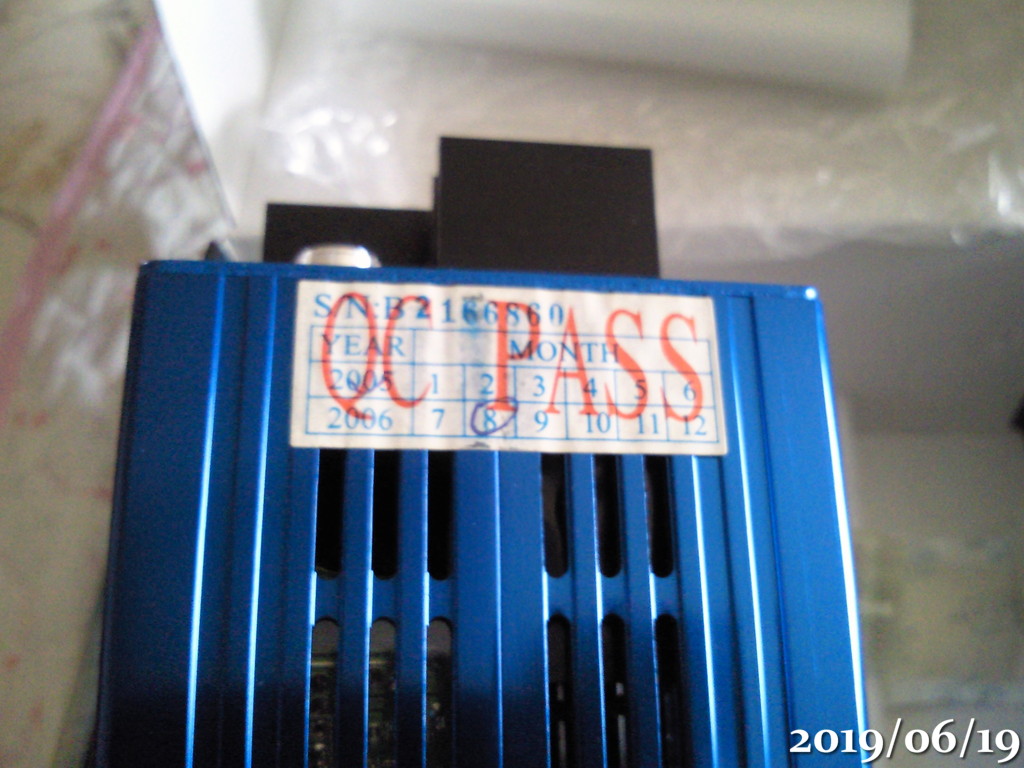 S/N:B2166860
QC PASS
YEAR MONTH
2005 1 2 3 4 5 6
2006 7 8 9 10 11 12
2019/06/19